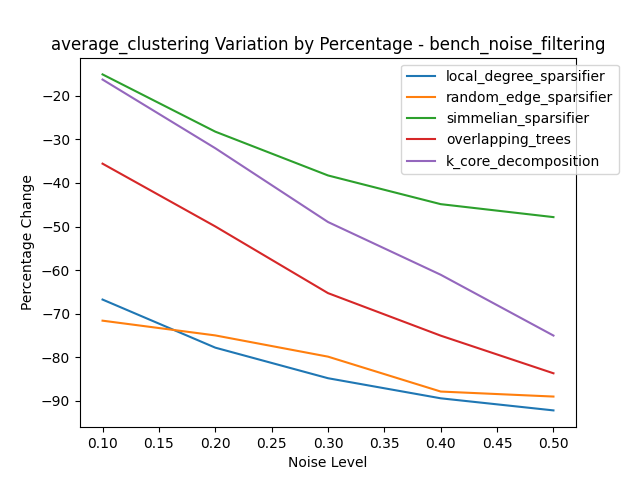 average_clustering Variation by Percentage - bench_noise_filtering
local_degree_sparsifier
random_edge_sparsifier
simmelian_sparsifier
overlapping_trees
k_core_decomposition
Percentage Change
−20
−30
−40
−50
−60
−70
−80
−90
0.10 0.15 0.20 0.25 0.30 0.35 0.40 0.45 0.50
Noise Level